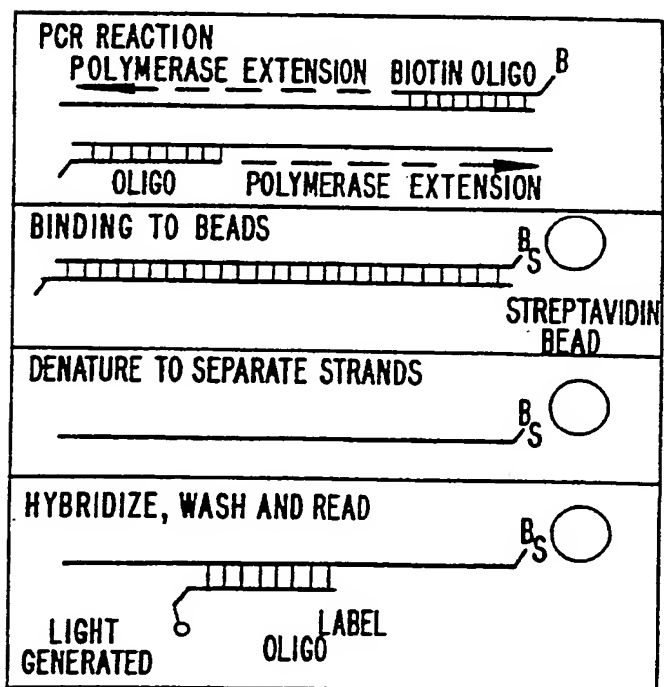 PCR REACTION
POLYMERASE EXTENSION BIOTIN OLIGO B
OLIGO POLYMERASE EXTENSION
BINDING TO BEADS
B
S
STREPTAVIDIN
BEAD
DENATURE TO SEPARATE STRANDS
B
S
HYBRIDIZE, WASH AND READ
B
S
LABEL
LIGHT
GENERATED
OLIGO